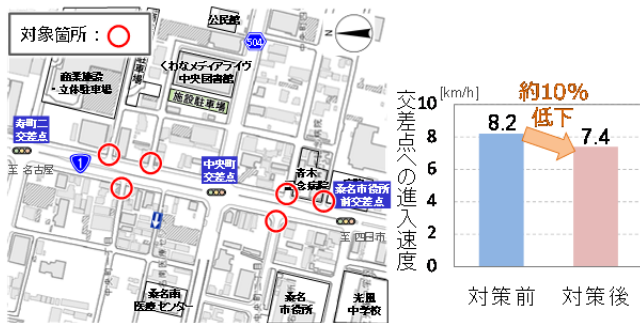 対象箇所：
公民館
504
N
くわなメディアライヴ
中央図書館
商業施設
・立体駐車場
駐車場
施設駐車場
寿町二
交差点
至 名古屋
1
中央町
交差点
青木
記念病院
桑名市役所
前交差点
至 四日市
桑名南
医療センター
桑名
市役所
光風
中学校
交差点への進入速度
[km/h]
10
8
6
4
2
0
約10%
低下
8.2
7.4
対策前
対策後